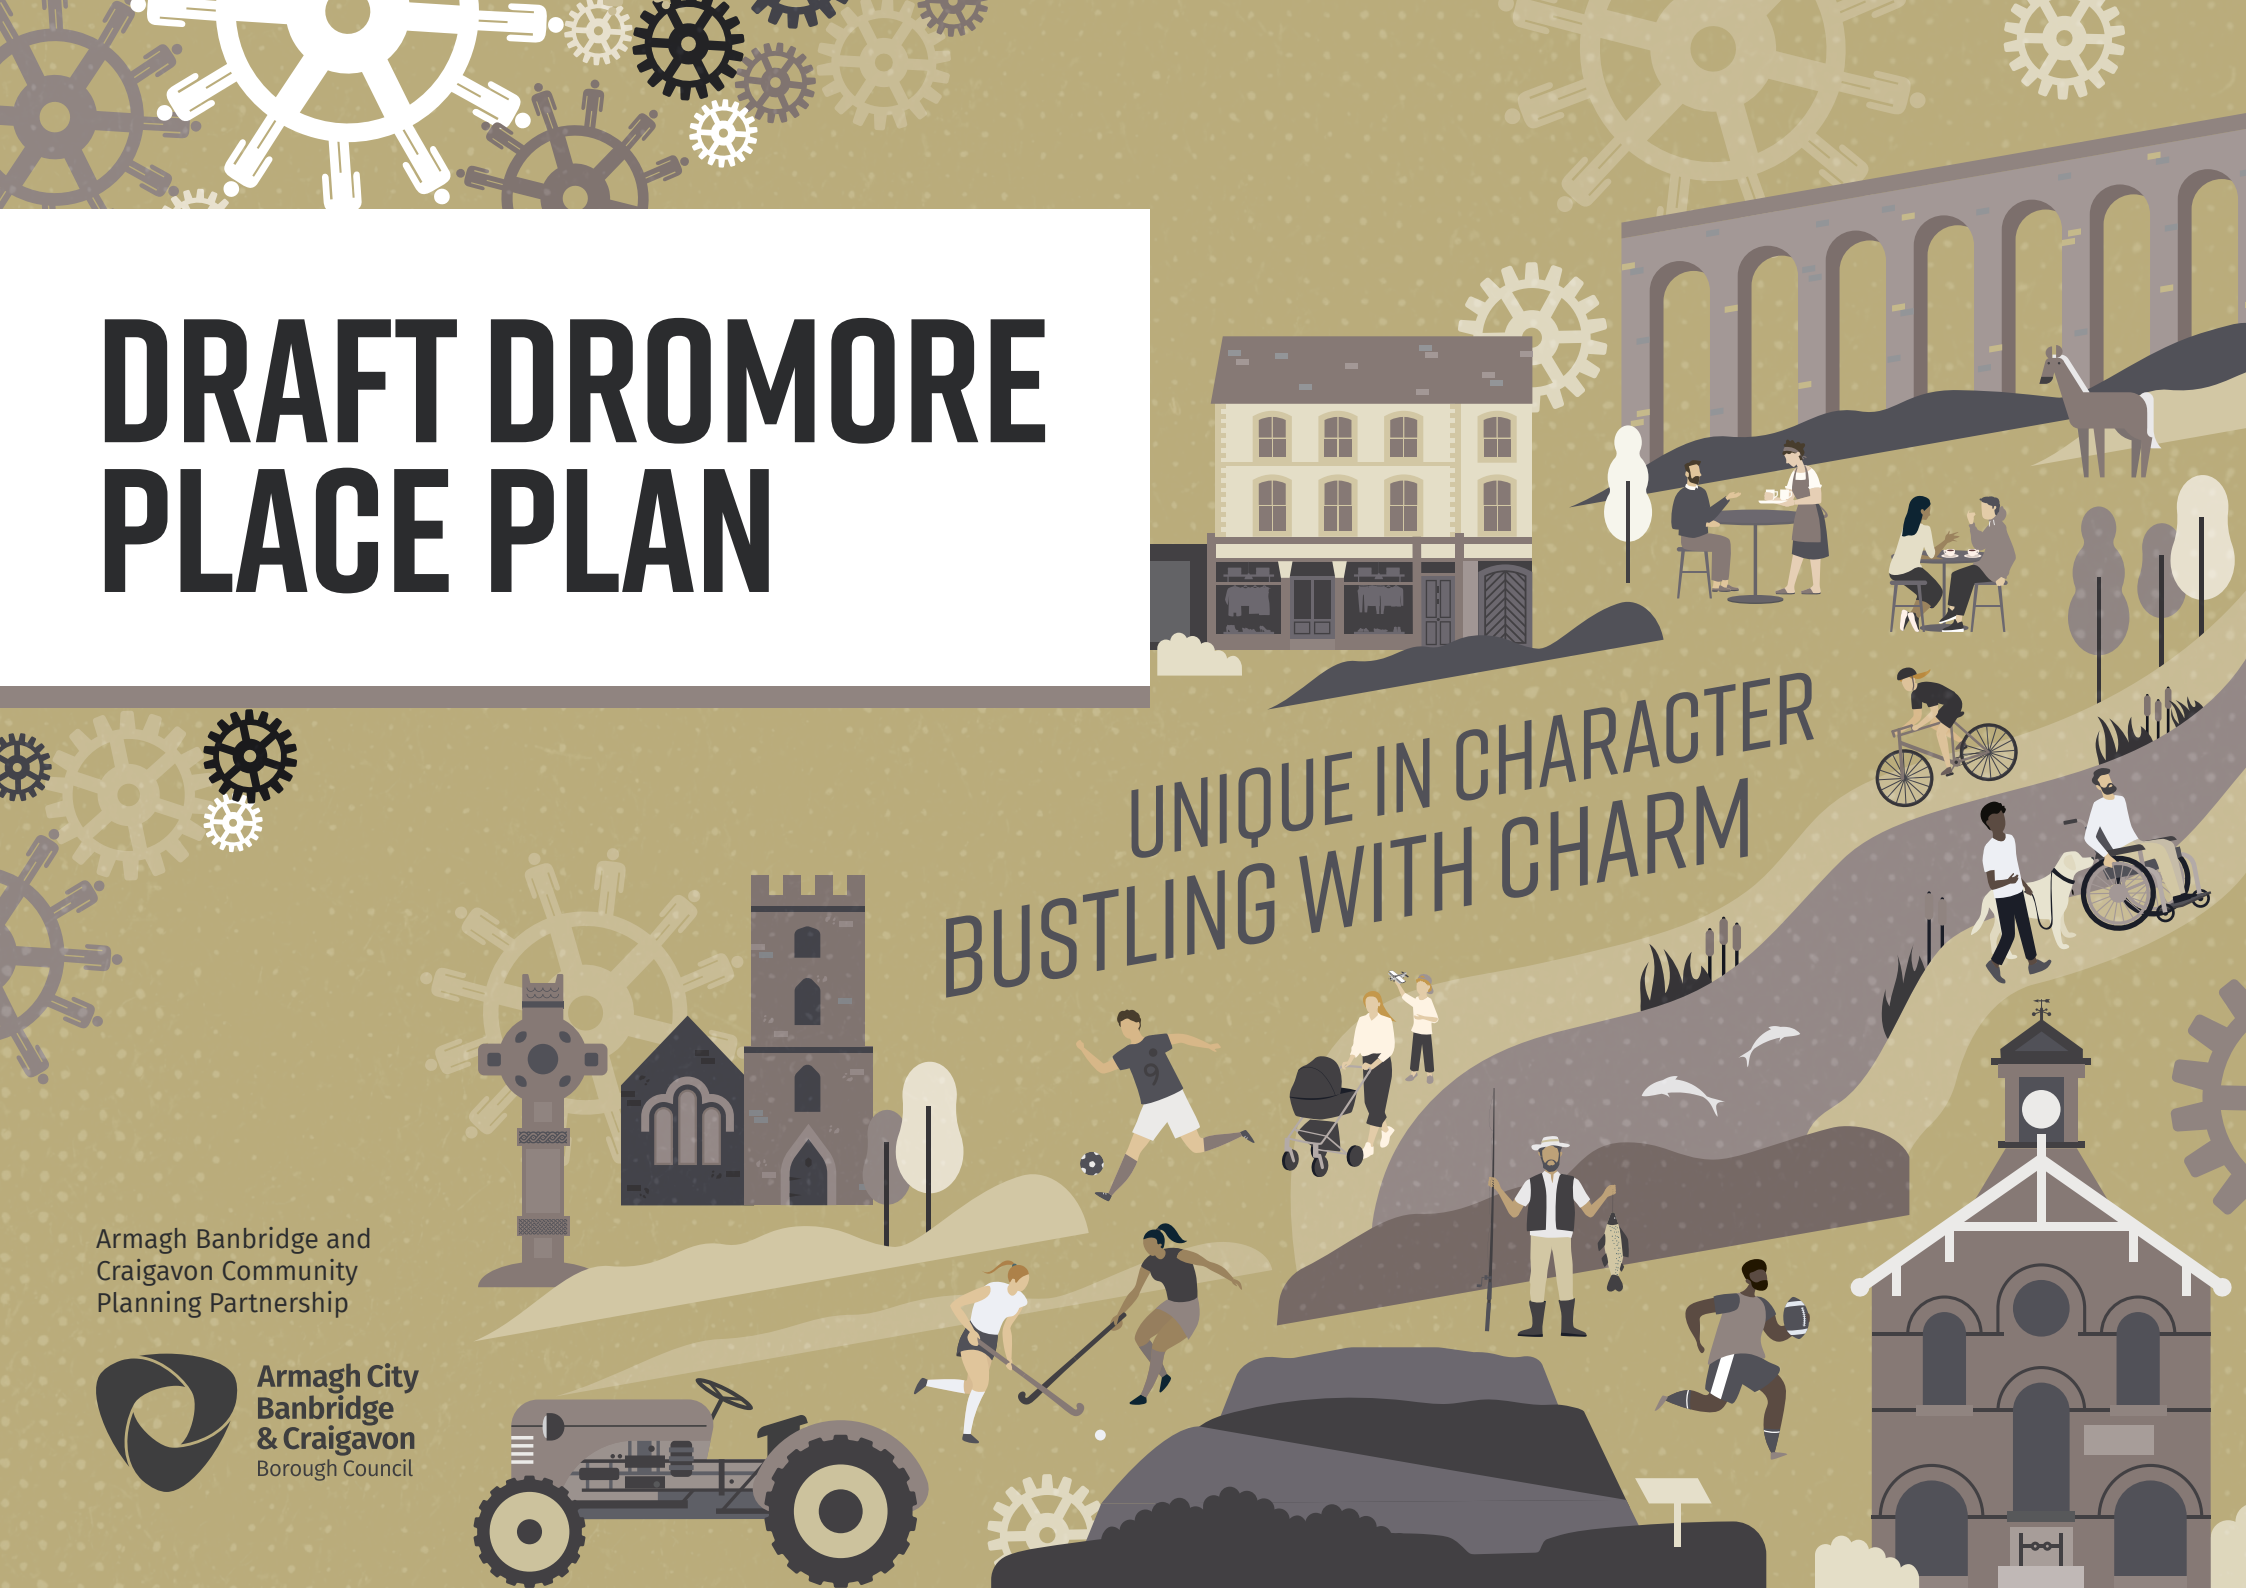 DRAFT DROMORE
PLACE PLAN
UNIQUE IN CHARACTER
BUSTLING WITH CHARM
9
Armagh Banbridge and
Craigavon Community
Planning Partnership
Armagh City
Banbridge
& Craigavon
Borough Council